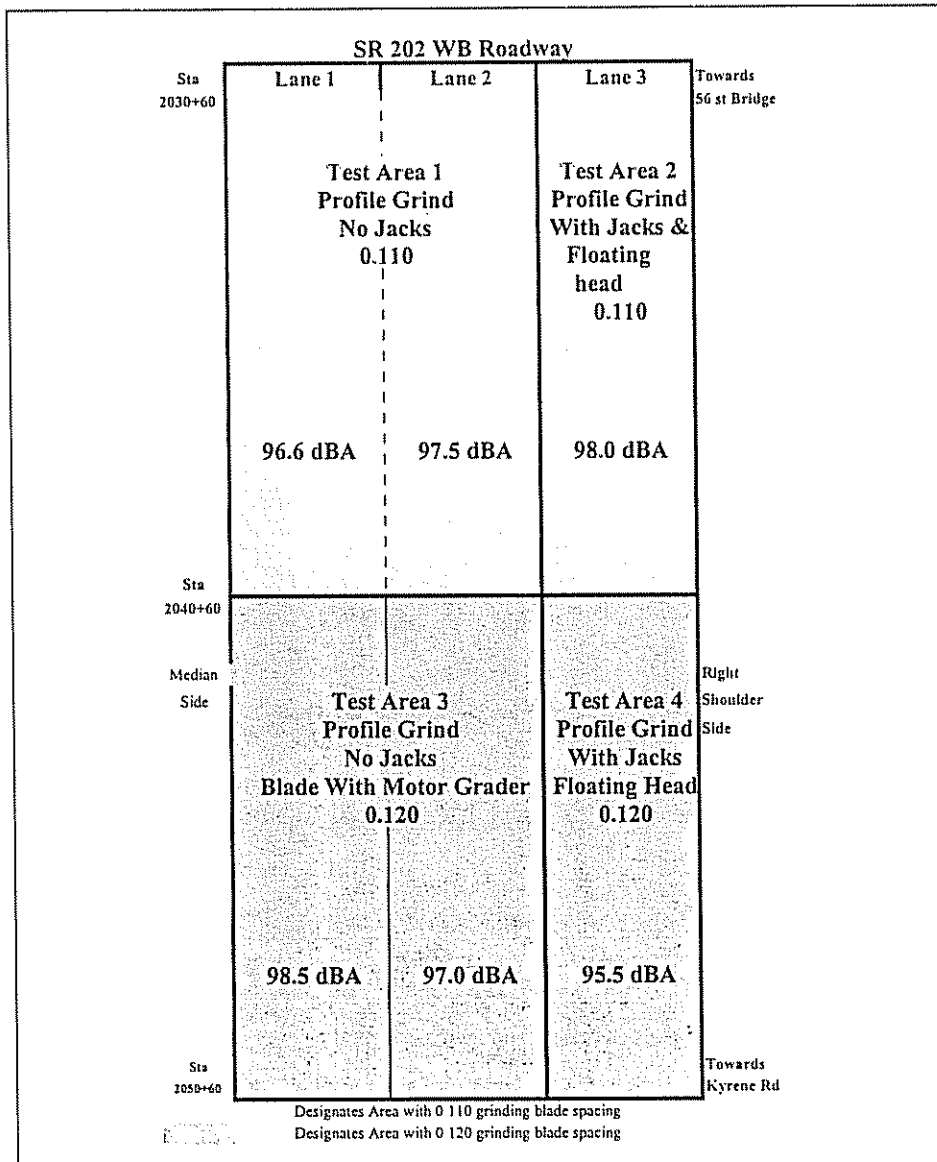 SR 202 WB Roadway
Sta
2030+60
Lane 1
Lane 2
Lane 3
Towards
56 st Bridge
Test Area 1
Profile Grind
No Jacks
0.110
Test Area 2
Profile Grind
With Jacks &
Floating
head
0.110
96.6 dBA
97.5 dBA
98.0 dBA
Sta
2040+60
Median
Side
Right
Shoulder
Side
Test Area 3
Profile Grind
No Jacks
Blade With Motor Grader
0.120
Test Area 4
Profile Grind
With Jacks
Floating Head
0.120
98.5 dBA
97.0 dBA
95.5 dBA
Sta
2050+60
Towards
Kyrene Rd
Designates Area with 0 110 grinding blade spacing
Designates Area with 0 120 grinding blade spacing